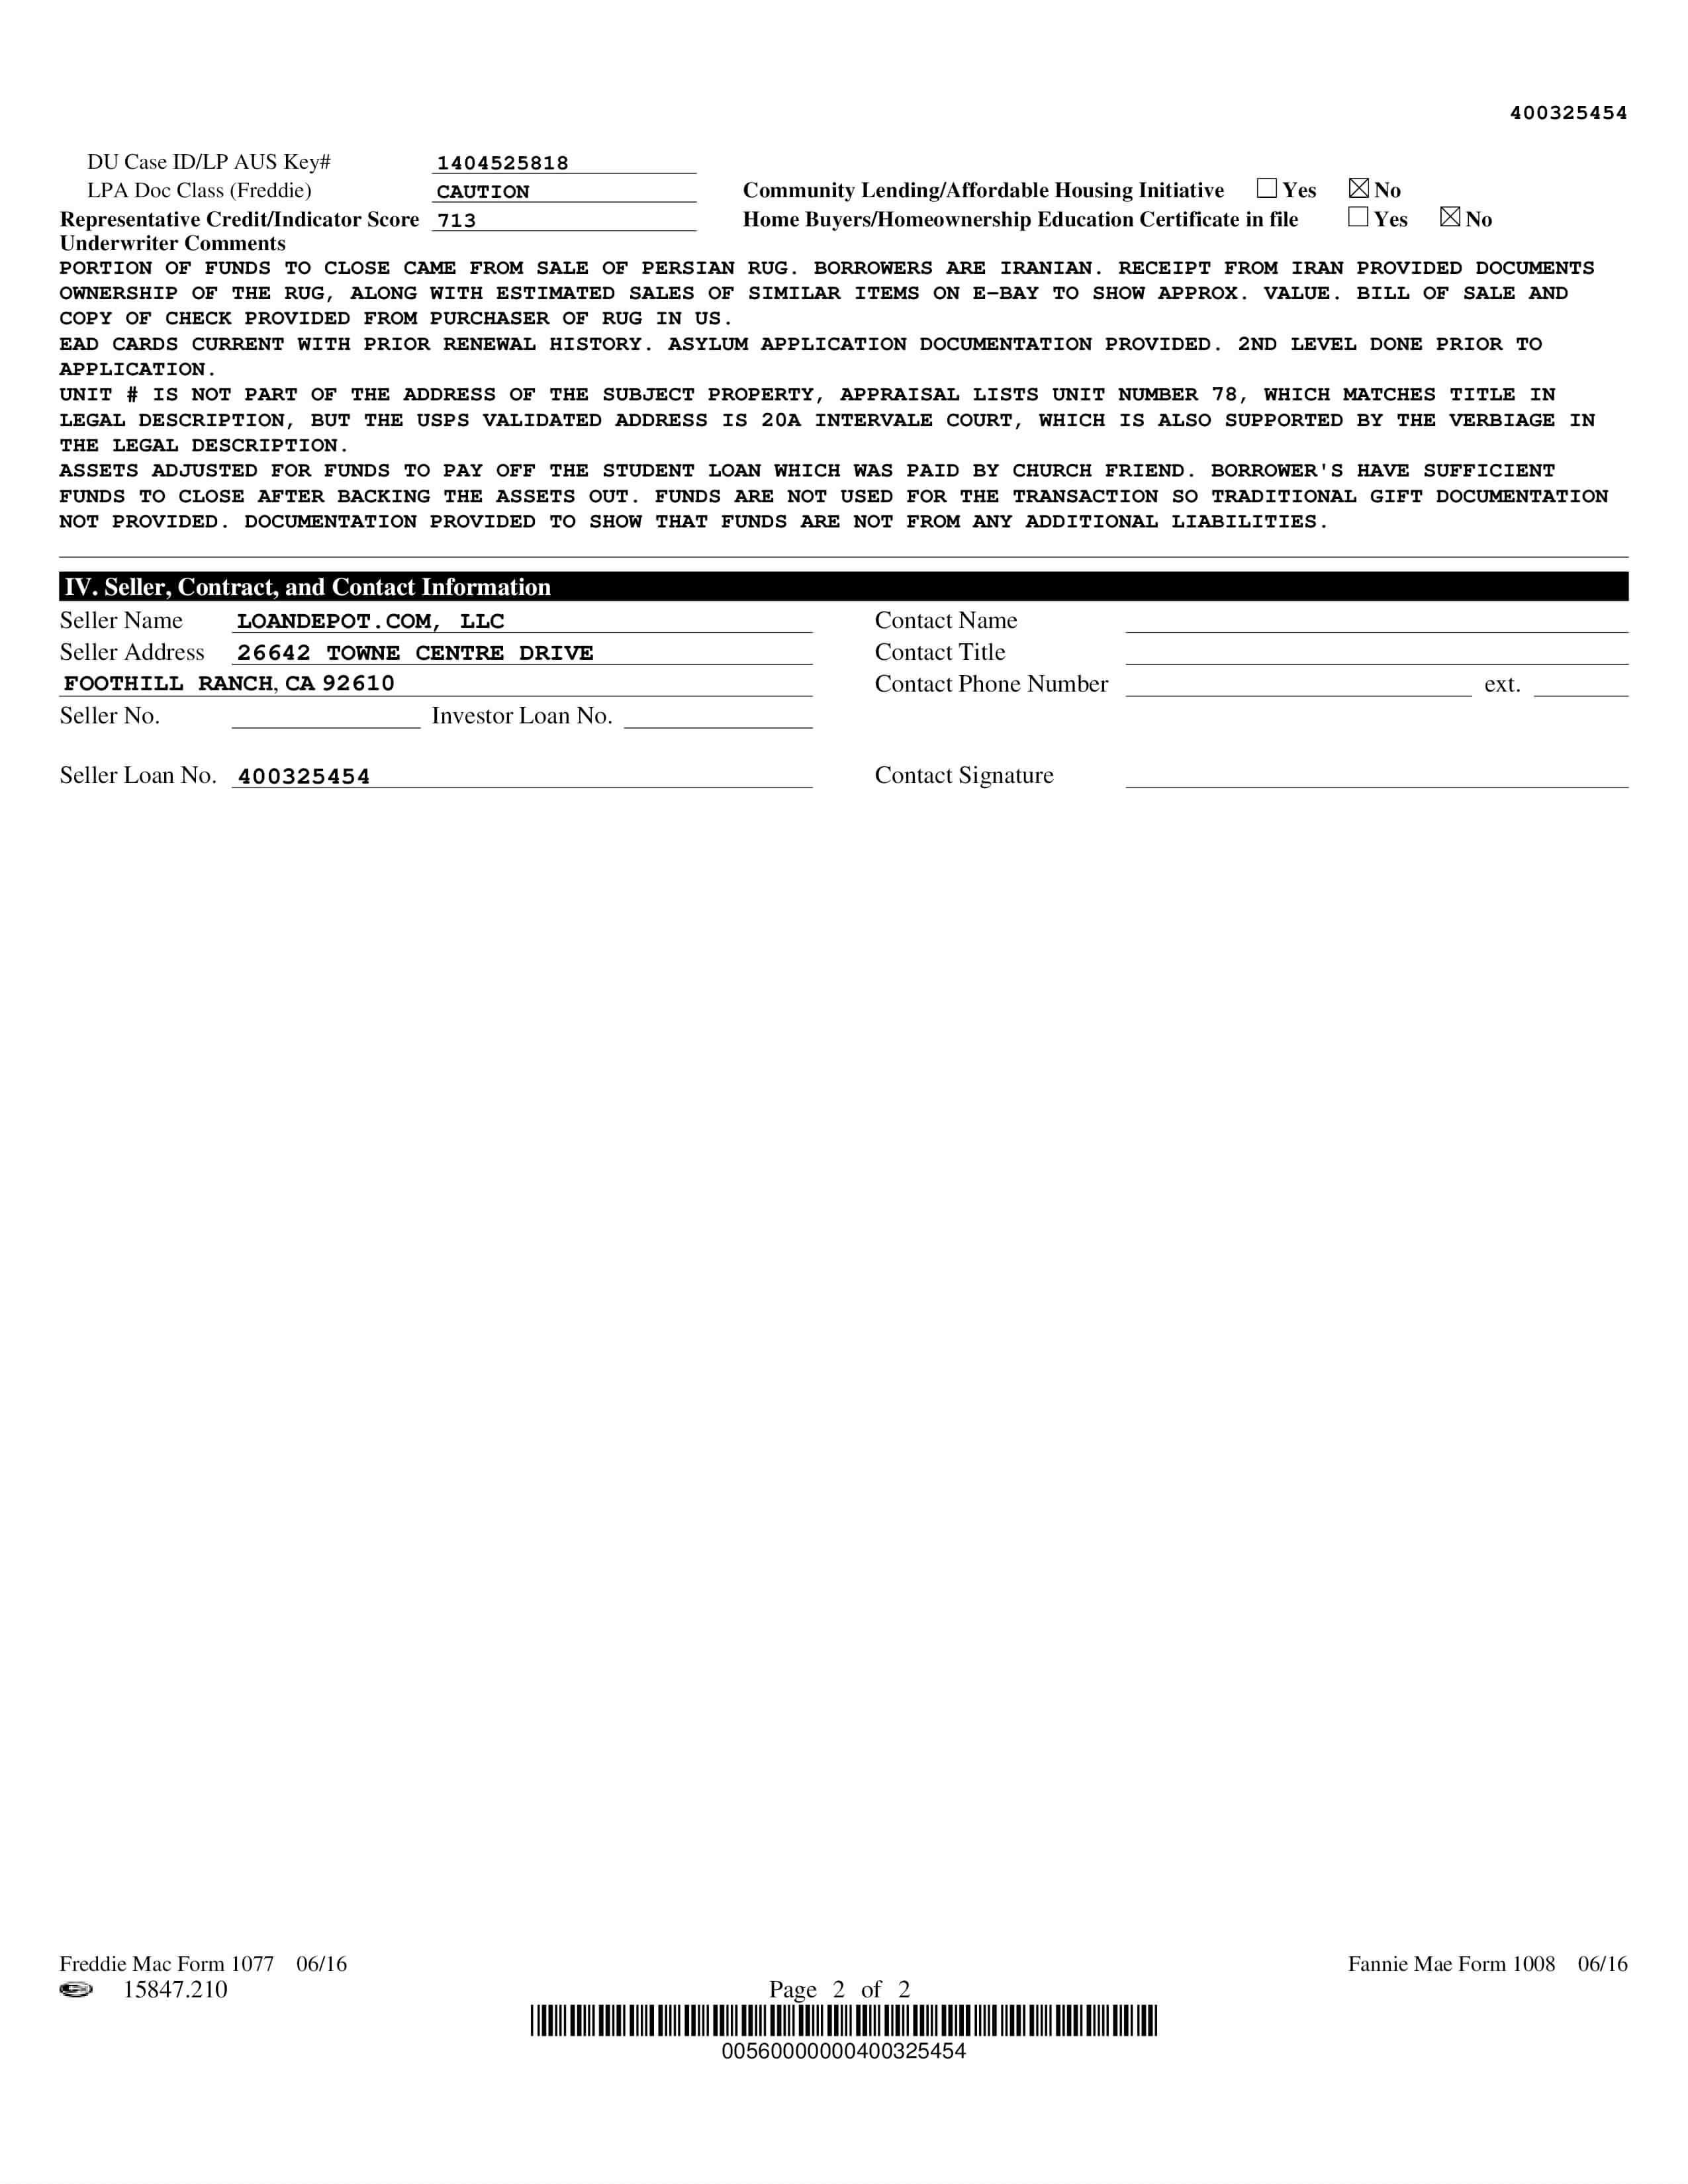 400325454
DU Case ID/LP AUS Key# 1404525818
LPA Doc Class (Freddie) CAUTION Community Lending/Affordable Housing Initiative Yes No
Representative Credit/Indicator Score 713 Home Buyers/Homeownership Education Certificate in file Yes No
Underwriter Comments
PORTION OF FUNDS TO CLOSE CAME FROM SALE OF PERSIAN RUG. BORROWERS ARE IRANIAN. RECEIPT FROM IRAN PROVIDED DOCUMENTS
OWNERSHIP OF THE RUG, ALONG WITH ESTIMATED SALES OF SIMILAR ITEMS ON E-BAY TO SHOW APPROX. VALUE. BILL OF SALE AND
COPY OF CHECK PROVIDED FROM PURCHASER OF RUG IN US.
EAD CARDS CURRENT WITH PRIOR RENEWAL HISTORY. ASYLUM APPLICATION DOCUMENTATION PROVIDED. 2ND LEVEL DONE PRIOR TO
APPLICATION.
UNIT # IS NOT PART OF THE ADDRESS OF THE SUBJECT PROPERTY, APPRAISAL LISTS UNIT NUMBER 78, WHICH MATCHES TITLE IN
LEGAL DESCRIPTION, BUT THE USPS VALIDATED ADDRESS IS 20A INTERVALE COURT, WHICH IS ALSO SUPPORTED BY THE VERBIAGE IN
THE LEGAL DESCRIPTION.
ASSETS ADJUSTED FOR FUNDS TO PAY OFF THE STUDENT LOAN WHICH WAS PAID BY CHURCH FRIEND. BORROWER'S HAVE SUFFICIENT
FUNDS TO CLOSE AFTER BACKING THE ASSETS OUT. FUNDS ARE NOT USED FOR THE TRANSACTION SO TRADITIONAL GIFT DOCUMENTATION
NOT PROVIDED. DOCUMENTATION PROVIDED TO SHOW THAT FUNDS ARE NOT FROM ANY ADDITIONAL LIABILITIES.
IV. Seller, Contract, and Contact Information
Seller Name LOANDEPOT.COM, LLC Contact Name
Seller Address 26642 TOWNE CENTRE DRIVE Contact Title
FOOTHILL RANCH, CA 92610 Contact Phone Number ext.
Seller No. Investor Loan No.
Seller Loan No. 400325454 Contact Signature
Freddie Mac Form 1077 06/16 Fannie Mae Form 1008 06/16
15847.210 Page 2 of 2
00560000000400325454